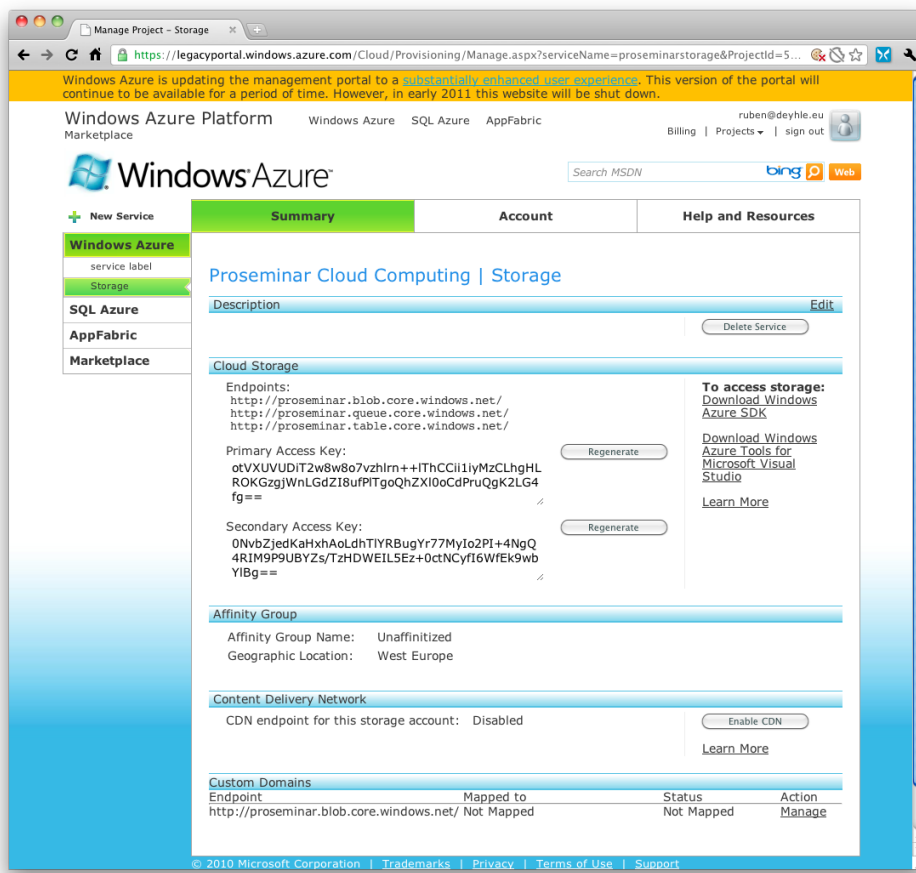 Manage Project – Storage
https://legacyportal.windows.azure.com/Cloud/Provisioning/Manage.aspx?serviceName=proseminarstorage&ProjectId=5...
Windows Azure is updating the management portal to a substantially enhanced user experience. This version of the portal will
continue to be available for a period of time. However, in early 2011 this website will be shut down.
Windows Azure Platform
Windows Azure SQL Azure AppFabric
ruben@deyhle.eu
Marketplace
Billing | Projects | sign out
Windows Azure
Search MSDN
bing
Web
New Service
Summary
Account
Help and Resources
Windows Azure
service label
Storage
SQL Azure
AppFabric
Marketplace
Proseminar Cloud Computing | Storage
Description
Edit
Delete Service
Cloud Storage
Endpoints:
http://proseminar.blob.core.windows.net/
http://proseminar.queue.core.windows.net/
http://proseminar.table.core.windows.net/
Primary Access Key:
Regenerate
otVXUVUDiT2w8w8o7vzhlrn++lThCCii1iyMzCLhgHL
ROKGzgjWnLGdZI8ufPlTgoQhZXl0oCdPruQgK2LG4
fg==
Secondary Access Key:
Regenerate
0NvbZjedKaHxhAoLdhTlYRBugYr77MyIo2PI+4NgQ
4RIM9P9UBYZs/TzHDWEIL5Ez+0ctNCyfI6WfEk9wb
YlBg==
To access storage:
Download Windows
Azure SDK
Download Windows
Azure Tools for
Microsoft Visual
Studio
Learn More
Affinity Group
Affinity Group Name: Unaffinitized
Geographic Location: West Europe
Content Delivery Network
CDN endpoint for this storage account: Disabled
Enable CDN
Learn More
Custom Domains
Endpoint Mapped to Status Action
http://proseminar.blob.core.windows.net/ Not Mapped Not Mapped Manage
© 2010 Microsoft Corporation | Trademarks | Privacy | Terms of Use | Support